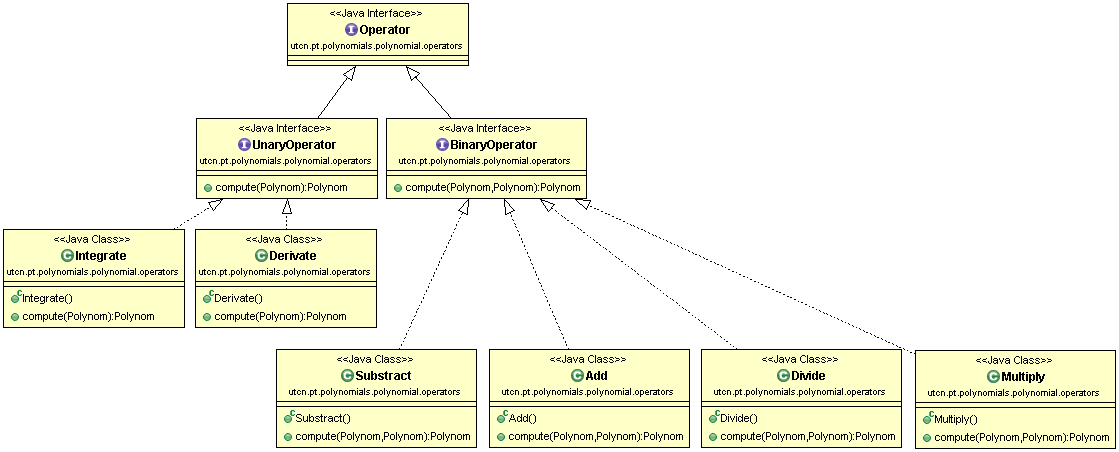 <<Java Interface>>
Operator
utcn.pt.polynomials.polynomial.operators
<<Java Interface>>
UnaryOperator
utcn.pt.polynomials.polynomial.operators
compute(Polynom):Polynom
<<Java Interface>>
BinaryOperator
utcn.pt.polynomials.polynomial.operators
compute(Polynom,Polynom):Polynom
<<Java Class>>
Integrate
utcn.pt.polynomials.polynomial.operators
Integrate()
compute(Polynom):Polynom
<<Java Class>>
Derivate
utcn.pt.polynomials.polynomial.operators
Derivate()
compute(Polynom):Polynom
<<Java Class>>
Substract
utcn.pt.polynomials.polynomial.operators
Substract()
compute(Polynom,Polynom):Polynom
<<Java Class>>
Add
utcn.pt.polynomials.polynomial.operators
Add()
compute(Polynom,Polynom):Polynom
<<Java Class>>
Divide
utcn.pt.polynomials.polynomial.operators
Divide()
compute(Polynom,Polynom):Polynom
<<Java Class>>
Multiply
utcn.pt.polynomials.polynomial.operators
Multiply()
compute(Polynom,Polynom):Polynom